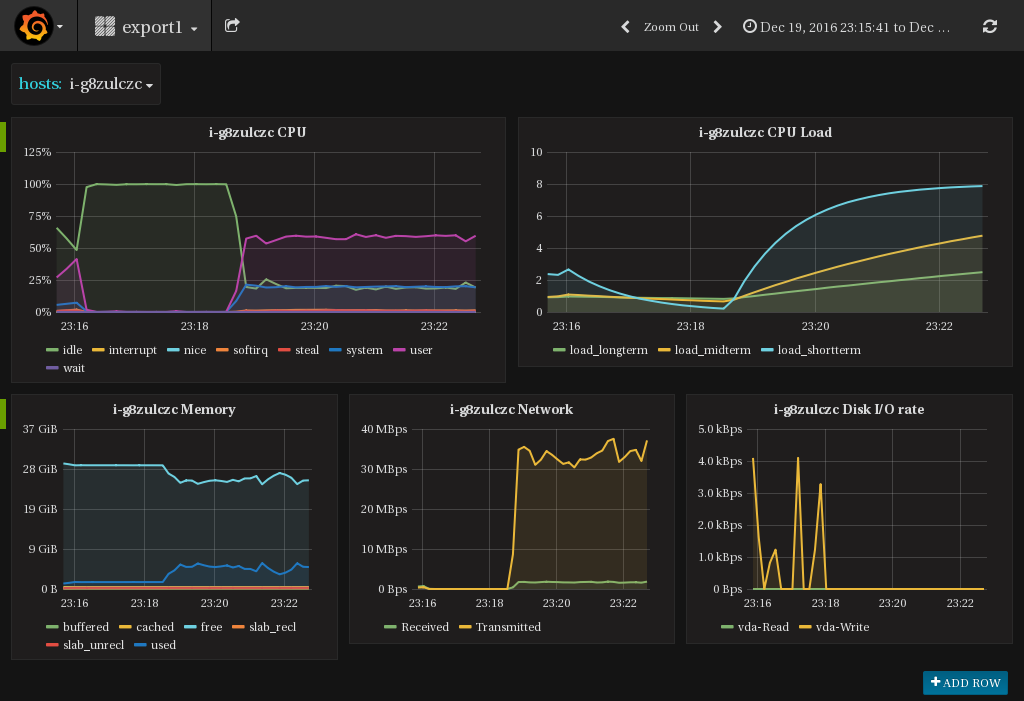 export1
Zoom Out
Dec 19, 2016 23:15:41 to Dec ...
hosts: i-g8zulczc
i-g8zulczc CPU
125%
100%
75%
50%
25%
0%
23:16 23:18 23:20 23:22
idle interrupt nice softirq steal system user
wait
i-g8zulczc CPU Load
10
8
6
4
2
0
23:16 23:18 23:20 23:22
load_longterm load_midterm load_shortterm
i-g8zulczc Memory
37 GiB
28 GiB
19 GiB
9 GiB
0 B
23:16 23:18 23:20 23:22
buffered cached free slab_recl
slab_unrecl used
i-g8zulczc Network
40 MBps
30 MBps
20 MBps
10 MBps
0 Bps
23:16 23:18 23:20 23:22
Received Transmitted
i-g8zulczc Disk I/O rate
5.0 kBps
4.0 kBps
3.0 kBps
2.0 kBps
1.0 kBps
0 Bps
23:16 23:18 23:20 23:22
vda-Read vda-Write
ADD ROW